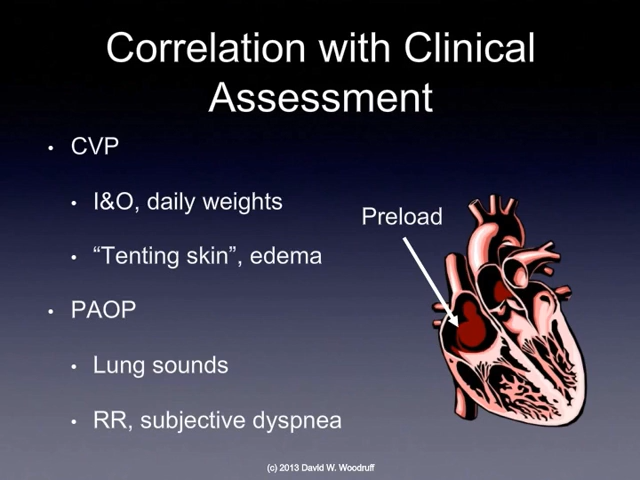 Correlation with Clinical
Assessment
• CVP
• I&O, daily weights
• “Tenting skin”, edema
• PAOP
• Lung sounds
• RR, subjective dyspnea
Preload
(c) 2013 David W. Woodruff